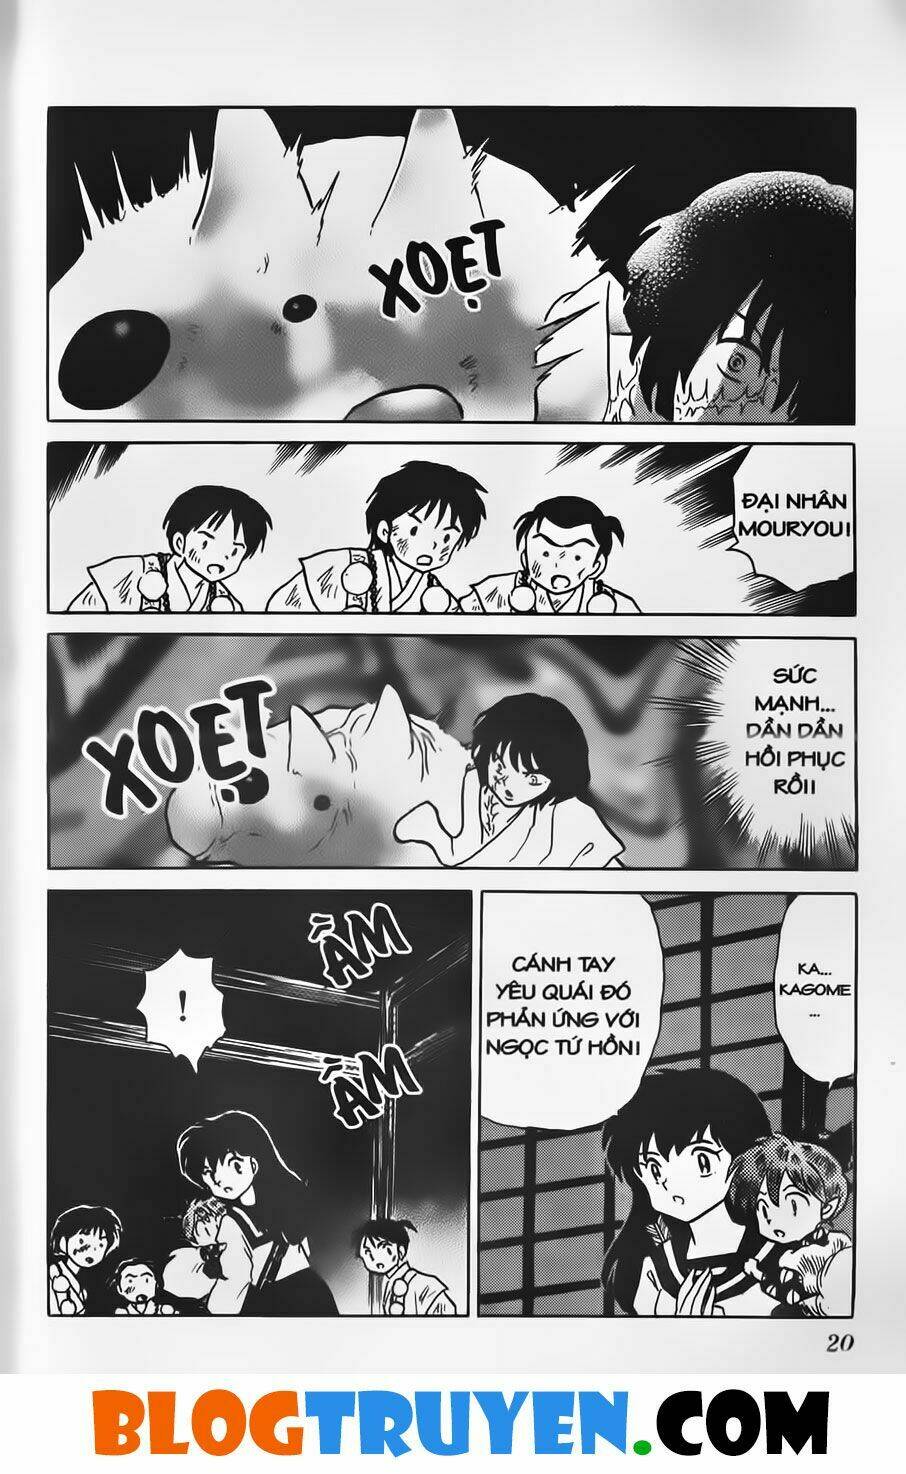 XOẸT
ĐẠI NHÂN
MOURYOU!
SỨC
MẠNH...
DẦN DẦN
HỒI PHỤC
RỒI!
XOẸT
KA...
KAGOME
...
CÁNH TAY
YÊU QUÁI ĐÓ
PHẢN ỨNG VỚI
NGỌC TỨ HỒN!
ẦM
!
ẦM
20
BLOGTRUYEN.COM